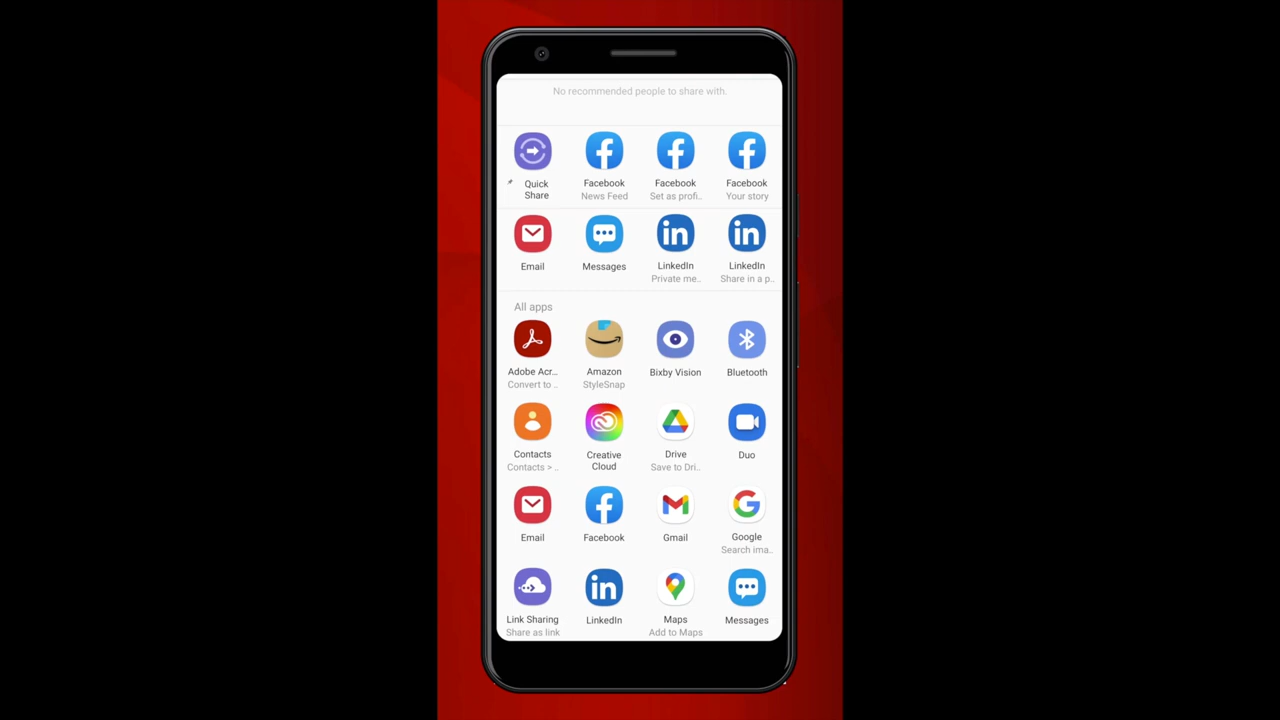 No recommended people to share with.
Quick
Share
Facebook
News Feed
Facebook
Set as profi..
Facebook
Your story
Email
Messages
LinkedIn
Private me..
LinkedIn
Share in a p..
All apps
Adobe Acr...
Convert to ..
Amazon
StyleSnap
Bixby Vision
Bluetooth
Contacts
Contacts > ..
Creative
Cloud
Drive
Save to Dri..
Duo
Email
Facebook
Gmail
Google
Search ima..
Link Sharing
Share as link
LinkedIn
Maps
Add to Maps
Messages